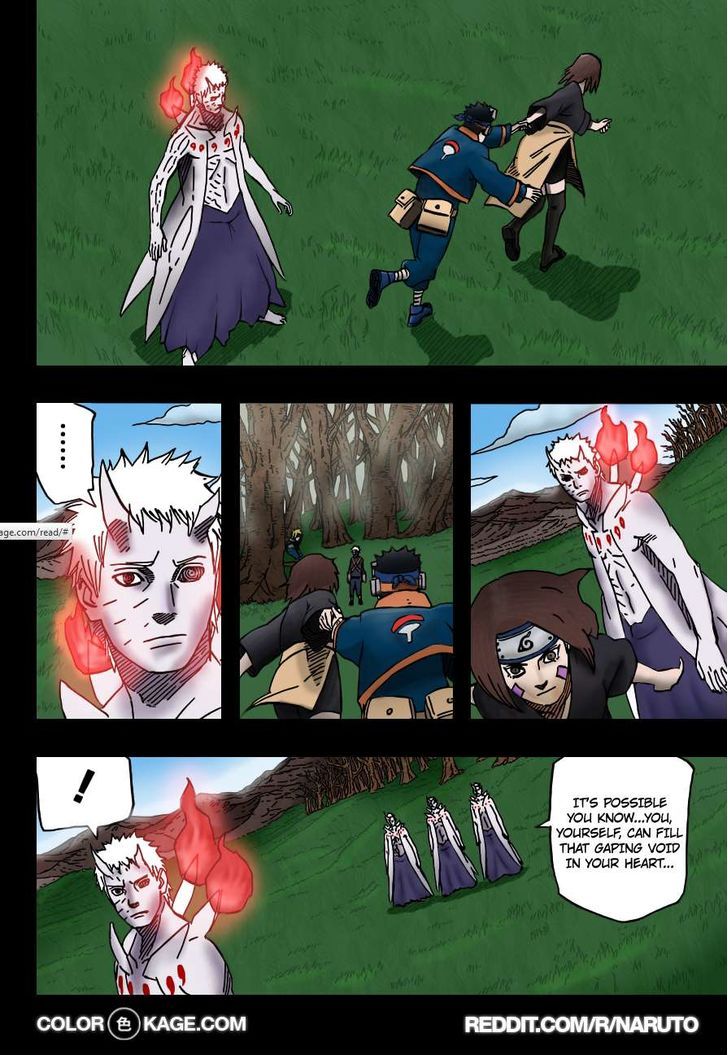 ......
age.com/read/#
!
IT'S POSSIBLE
YOU KNOW...YOU,
YOURSELF, CAN FILL
THAT GAPING VOID
IN YOUR HEART...
COLOR 色 KAGE.COM
REDDIT.COM/R/NARUTO